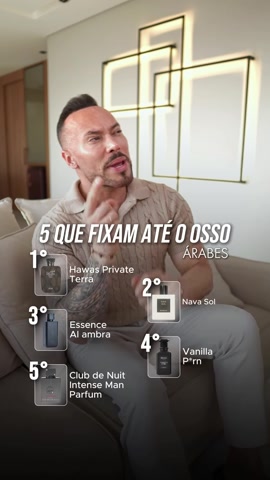 5 QUE FIXAM ATÉ O OSSO
ÁRABES
1°
Hawas Private
Terra
2°
Nava Sol
3°
Essence
Al ambra
4°
Vanilla
P*rn
5°
Club de Nuit
Intense Man
Parfum